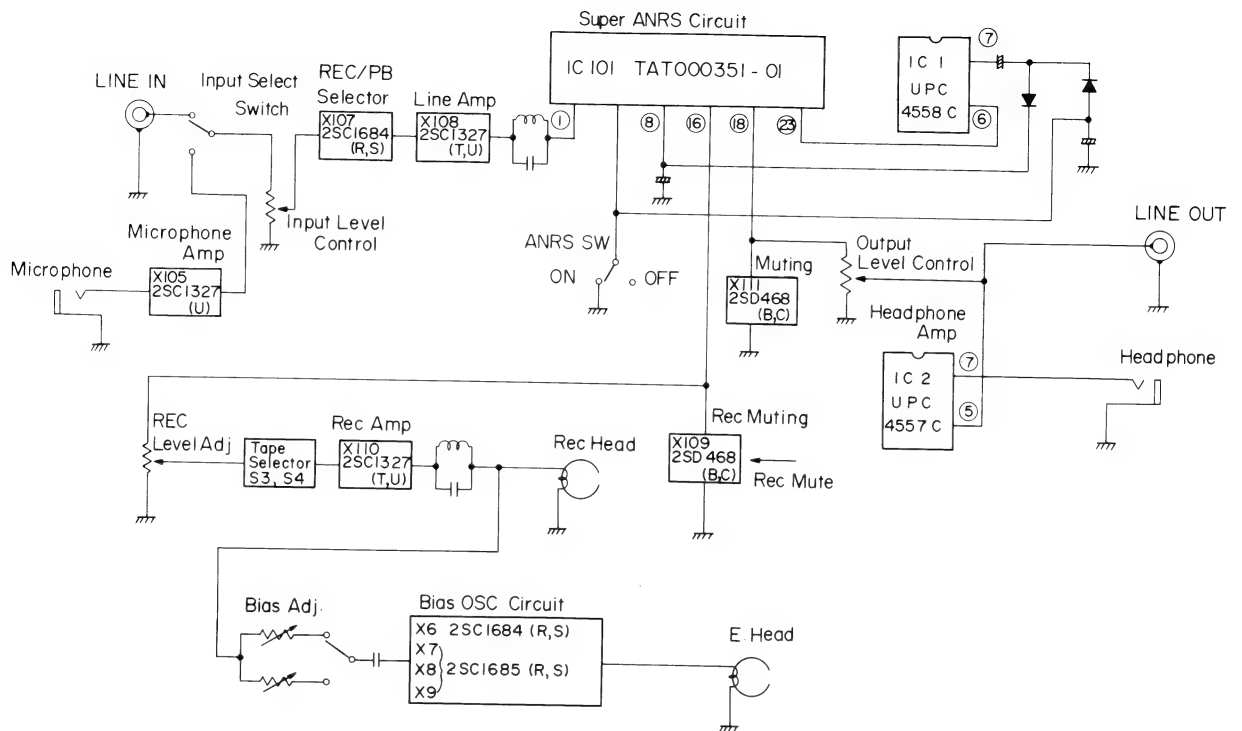 Super ANRS Circuit
IC101 TAT000351-01
①
⑧
⑯
⑱
㉓
⑦
IC 1
UPC
4558C
⑥
LINE IN
Input Select
Switch
REC/PB
Selector
X107
2SC1684
(R,S)
Line Amp
X108
2SC1327
(T,U)
Input Level
Control
Microphone
Amp
Microphone
X105
2SC1327
(U)
ANRS SW
ON
OFF
Muting
X111
2SD468
(B,C)
Output
Level Control
LINE OUT
Headphone
Amp
IC 2
UPC
4557C
⑦
⑤
Headphone
REC
Level Adj
Tape
Selector
S3, S4
Rec Amp
X110
2SC1327
(T,U)
Rec Head
Rec Muting
X109
2SD468
(B,C)
Rec Mute
Bias Adj.
Bias OSC Circuit
X6 2SC1684 (R,S)
X7
X8 2SC1685 (R,S)
X9
E. Head